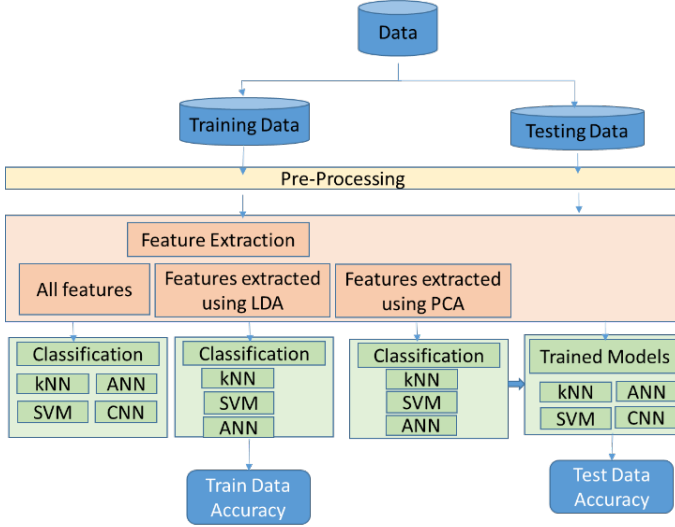 Data
Training Data
Testing Data
Pre-Processing
Feature Extraction
All features
Features extracted
using LDA
Features extracted
using PCA
Classification
kNN
ANN
SVM
CNN
Classification
kNN
SVM
ANN
Classification
kNN
SVM
ANN
Trained Models
kNN
ANN
SVM
CNN
Train Data
Accuracy
Test Data
Accuracy